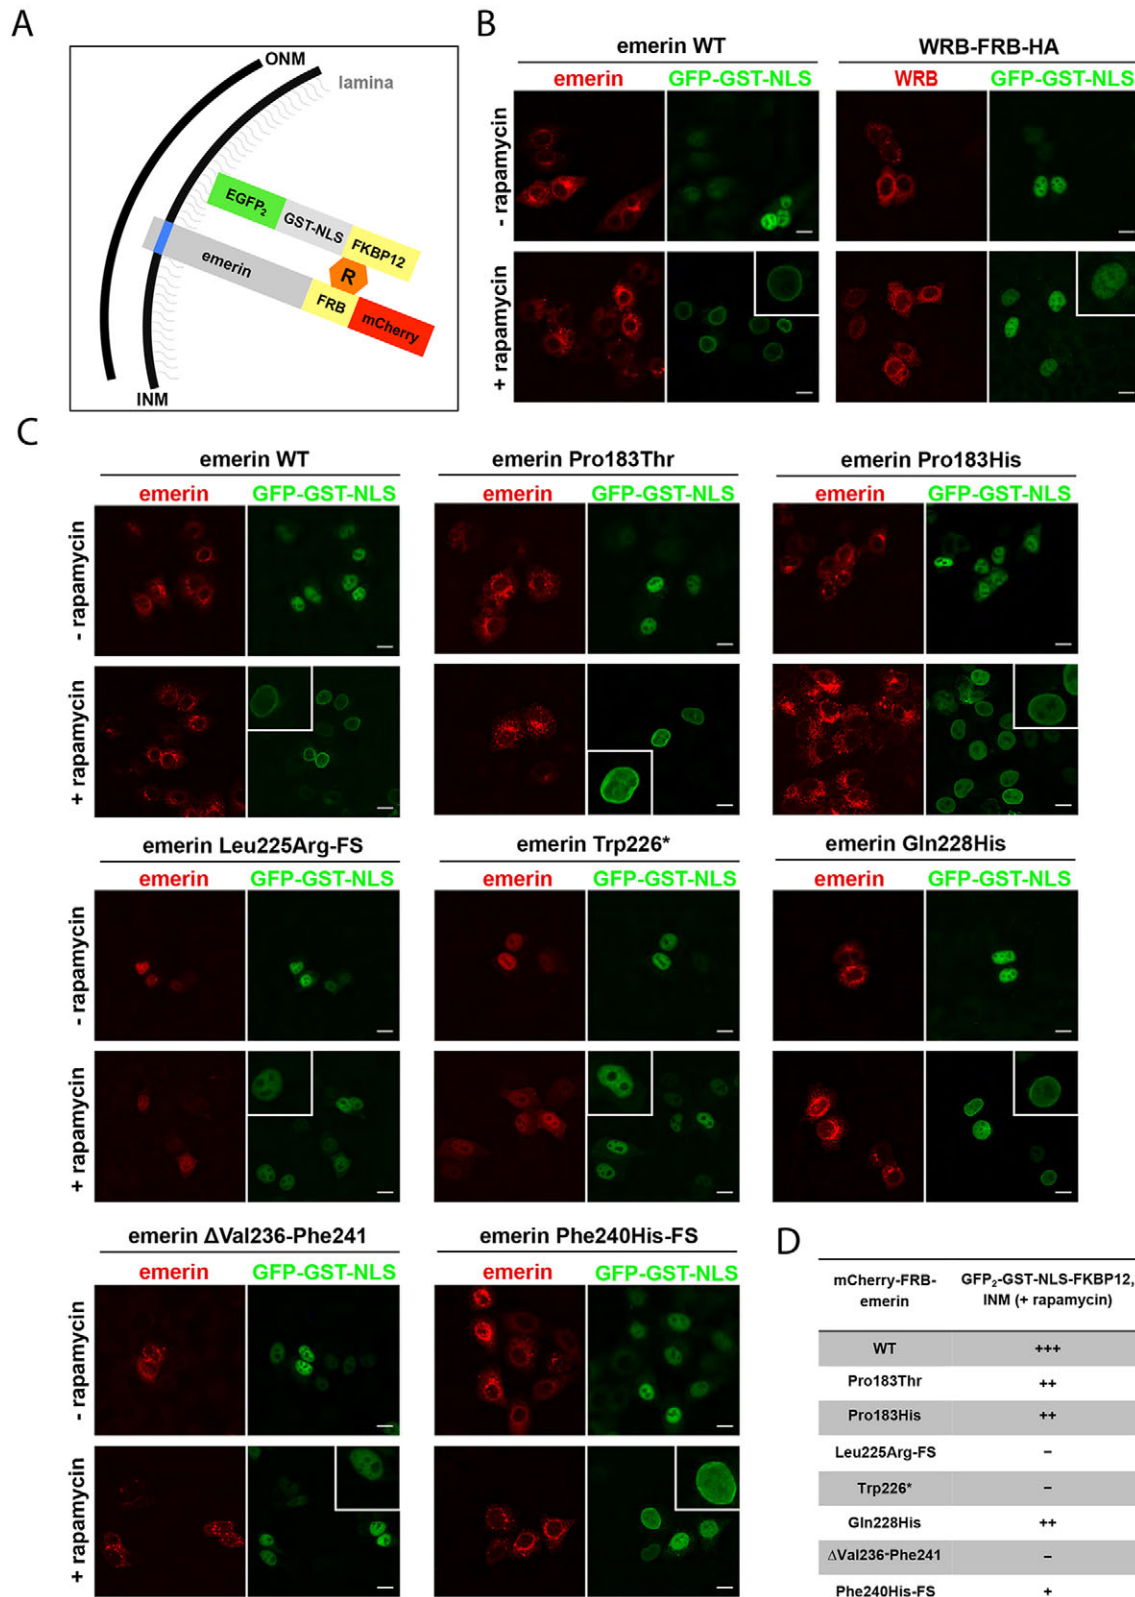 A
ONM
lamina
EGFP2
GST-NLS
FKBP12
emerin
R
FRB
mCherry
INM
B
emerin WT
WRB-FRB-HA
emerin GFP-GST-NLS
WRB GFP-GST-NLS
- rapamycin
+ rapamycin
C
emerin WT
emerin Pro183Thr
emerin Pro183His
emerin GFP-GST-NLS
emerin GFP-GST-NLS
emerin GFP-GST-NLS
- rapamycin
+ rapamycin
emerin Leu225Arg-FS
emerin Trp226*
emerin Gln228His
emerin GFP-GST-NLS
emerin GFP-GST-NLS
emerin GFP-GST-NLS
- rapamycin
+ rapamycin
emerin ΔVal236-Phe241
emerin Phe240His-FS
emerin GFP-GST-NLS
emerin GFP-GST-NLS
- rapamycin
+ rapamycin
D
mCherry-FRB-
emerin
GFP2-GST-NLS-FKBP12,
INM (+ rapamycin)
WT +++
Pro183Thr ++
Pro183His ++
Leu225Arg-FS –
Trp226* –
Gln228His ++
ΔVal236-Phe241 –
Phe240His-FS +